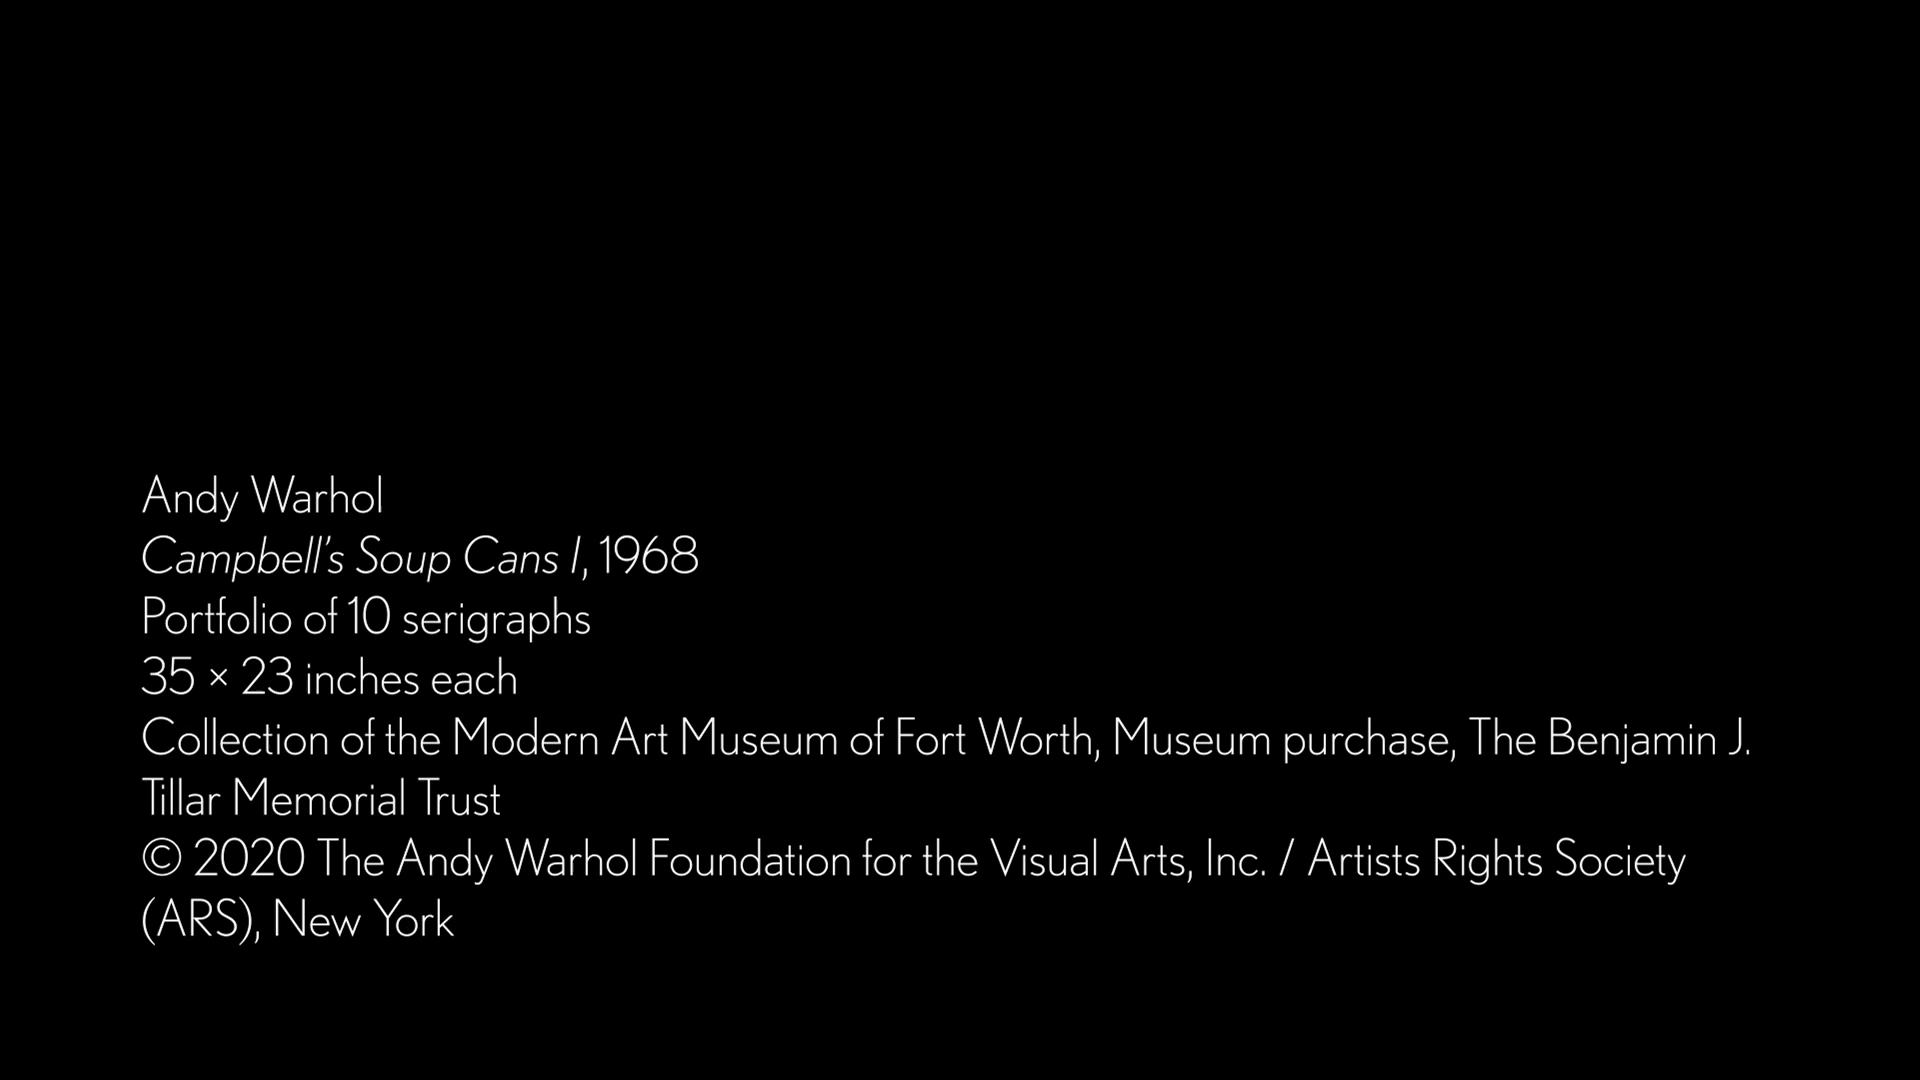 Andy Warhol
Campbell’s Soup Cans I, 1968
Portfolio of 10 serigraphs
35 × 23 inches each
Collection of the Modern Art Museum of Fort Worth, Museum purchase, The Benjamin J.
Tillar Memorial Trust
© 2020 The Andy Warhol Foundation for the Visual Arts, Inc. / Artists Rights Society
(ARS), New York